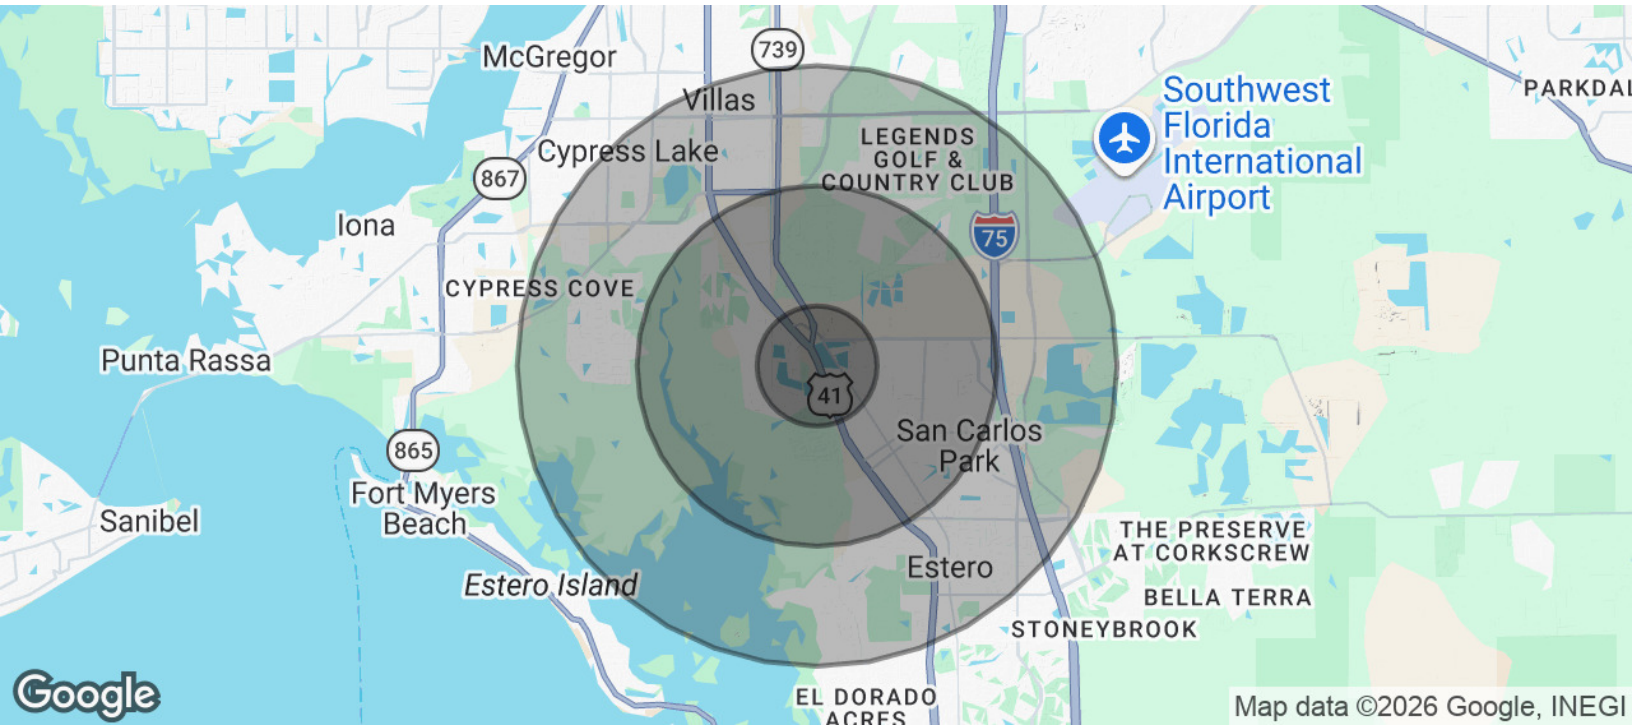 McGregor
739
Villas
Southwest
Florida
International
Airport
PARKDAL
LEGENDS
GOLF &
COUNTRY CLUB
Cypress Lake
867
Iona
75
CYPRESS COVE
Punta Rassa
41
San Carlos
Park
865
Fort Myers
Beach
Sanibel
THE PRESERVE
AT CORKSCREW
Estero
Estero Island
BELLA TERRA
STONEYBROOK
EL DORADO
ACRES
Google
Map data ©2026 Google, INEGI